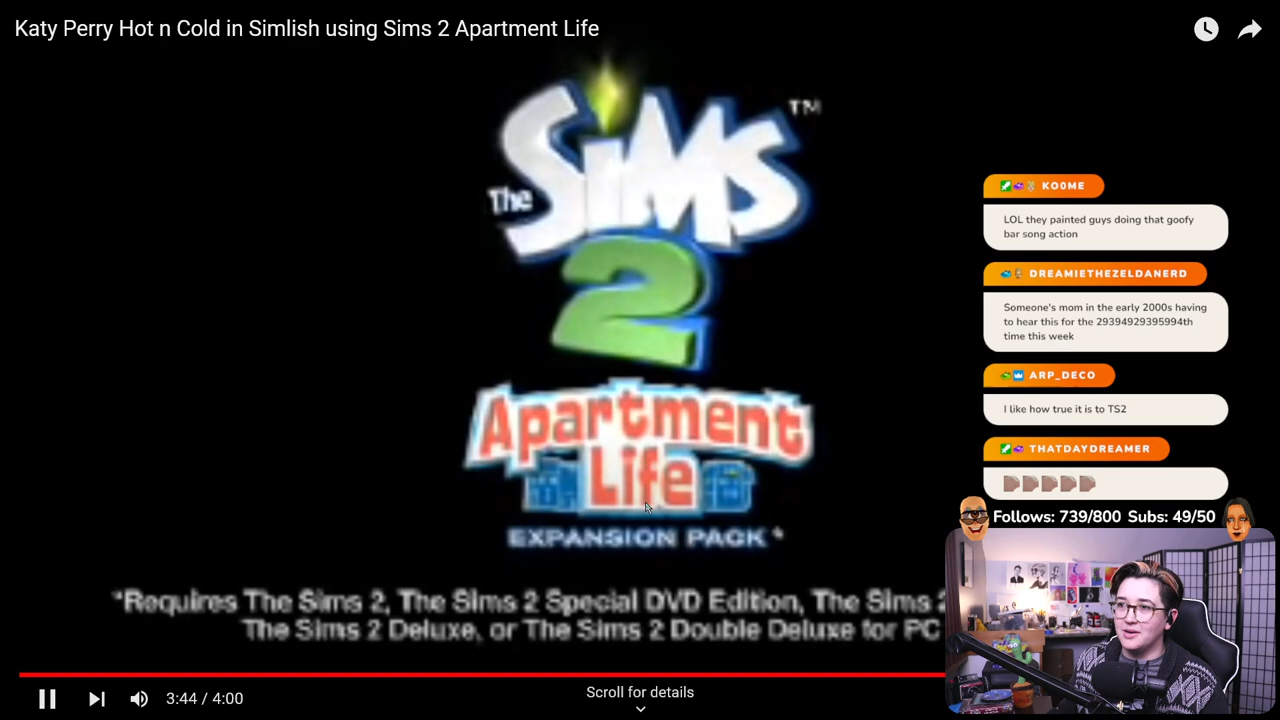 Katy Perry Hot n Cold in Simlish using Sims 2 Apartment Life
The Sims TM
2
Apartment
Life
EXPANSION PACK *
*Requires The Sims 2, The Sims 2 Special DVD Edition, The Sims 2
The Sims 2 Deluxe, or The Sims 2 Double Deluxe for PC
KO0ME
LOL they painted guys doing that goofy
bar song action
DREAMIETHEZELDANERD
Someone's mom in the early 2000s having
to hear this for the 29394929395994th
time this week
ARP_DECO
I like how true it is to TS2
THATDAYDREAMER
Follows: 739/800 Subs: 49/50
3:44 / 4:00
Scroll for details